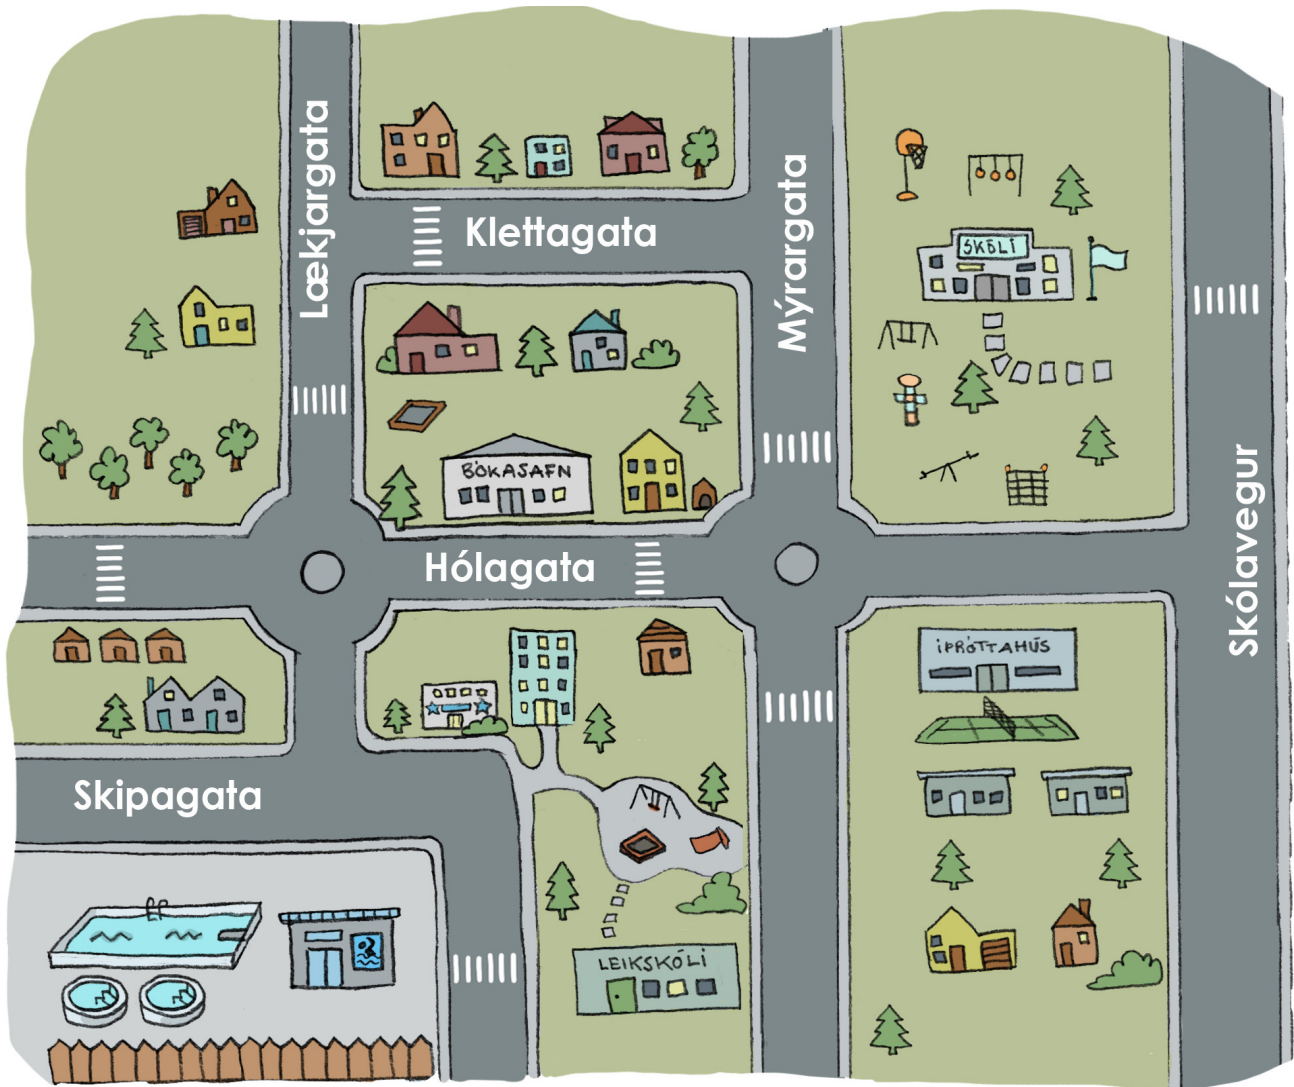 Lækjargata
Klettagata
Mýrargata
SKÓLI
BÓKASAFN
Hólagata
Skólavegur
ÍÞRÓTTAHÚS
Skipagata
LEIKSKÓLI